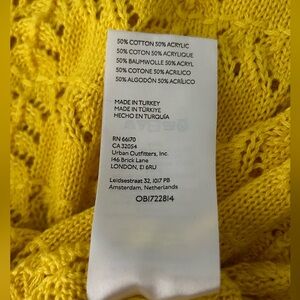 50% COTTON 50% ACRYLIC
50% COTON 50% ACRYLIQUE
50% BAUMWOLLE 50% ACRYL
50% COTONE 50% ACRILICO
50% ALGODÓN 50% ACRÍLICO
MADE IN TURKEY
MADE IN TÜRKIYE
HECHO EN TURQUÍA
RN 66170
CA 32054
Urban Outfitters, Inc.
146 Brick Lane
LONDON, E1 6RU
Leidsestraat 32, 1017 PB
Amsterdam, Netherlands
OB1722814